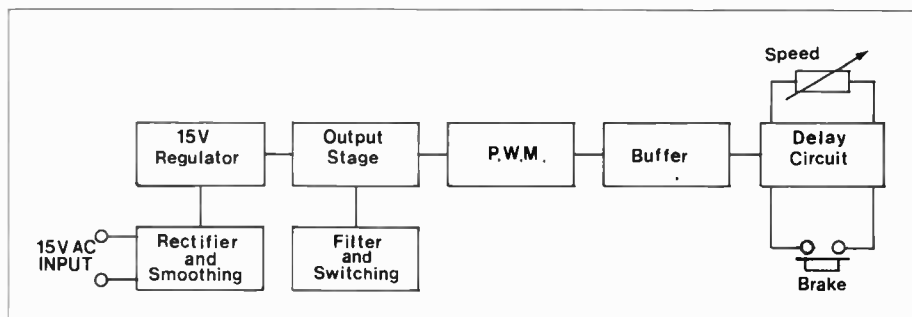 Speed
15V
Regulator
Output
Stage
P.W.M.
Buffer
Delay
Circuit
15V AC
INPUT
Rectifier
and
Smoothing
Filter
and
Switching
Brake